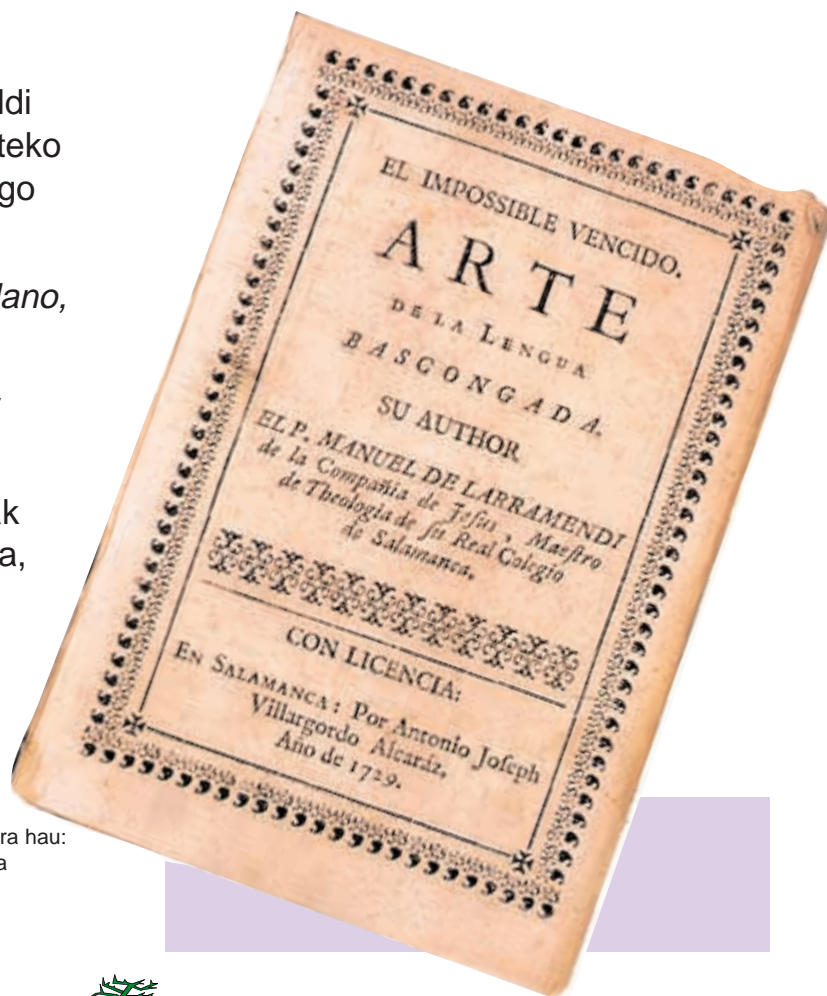 ldi
teko
go
lano,
ak
a,
ra hau:
a
EL IMPOSSIBLE VENCIDO.
ARTE
DE LA LENGUA
BASCONGADA.
SU AUTHOR
EL P. MANUEL DE LARRAMENDI
de la Compañia de Jesus, Maestro
de Theologia de su Real Colegio
de Salamanca.
CON LICENCIA:
EN SALAMANCA: Por Antonio Joseph
Villargordo Alcaráz,
Año de 1729.